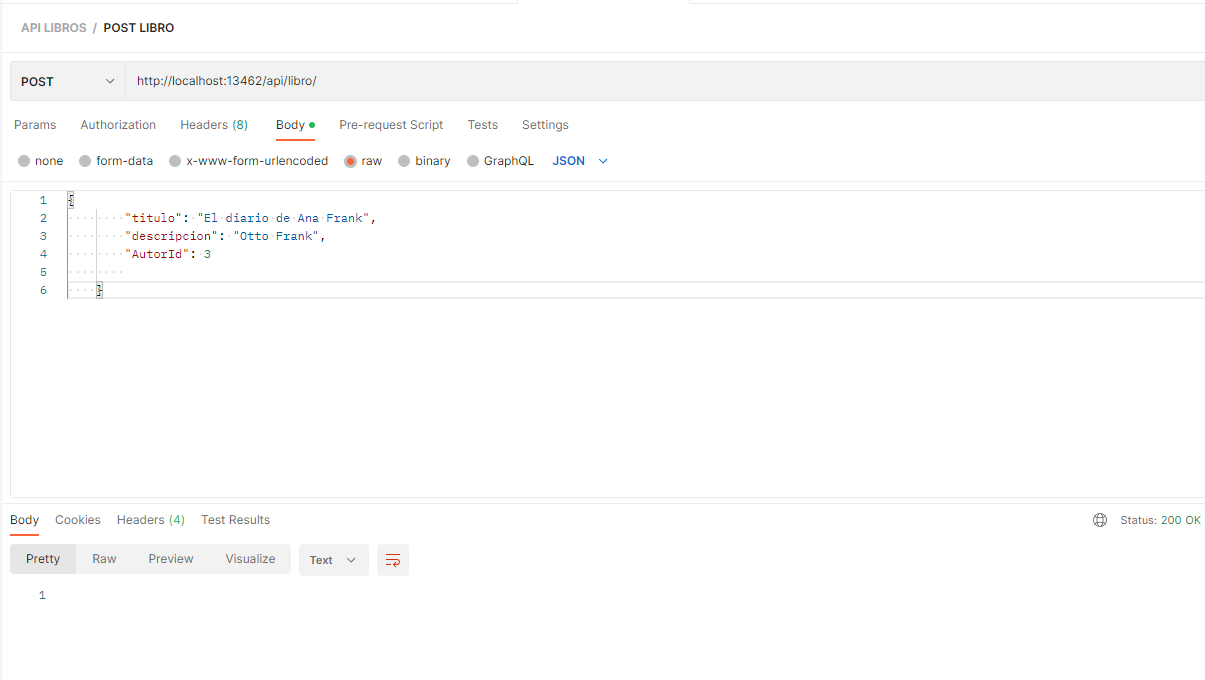 API LIBROS / POST LIBRO
POST http://localhost:13462/api/libro/
Params Authorization Headers (8) Body Pre-request Script Tests Settings
none form-data x-www-form-urlencoded raw binary GraphQL JSON
1 {
2 "titulo": "El diario de Ana Frank",
3 "descripcion": "Otto Frank",
4 "AutorId": 3
5
6 }
Body Cookies Headers (4) Test Results Status: 200 OK
Pretty Raw Preview Visualize Text
1